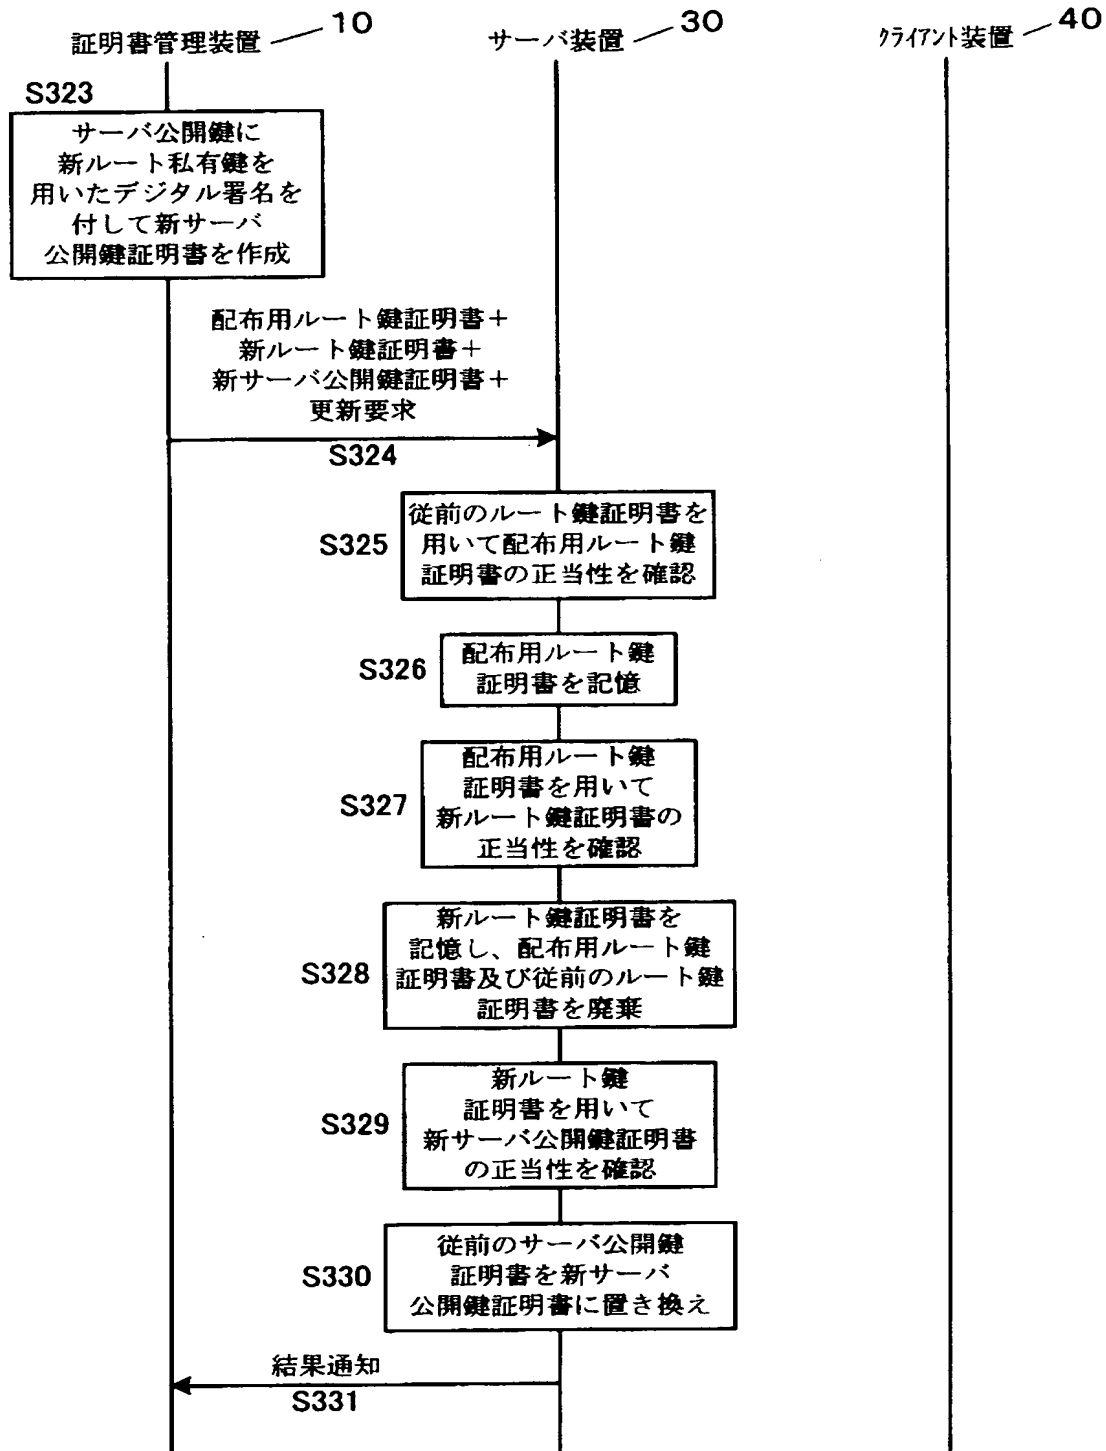 証明書管理装置 10
サーバ装置 30
クライアント装置 40
S323
サーバ公開鍵に
新ルート私有鍵を
用いたデジタル署名を
付して新サーバ
公開鍵証明書を作成
配布用ルート鍵証明書＋
新ルート鍵証明書＋
新サーバ公開鍵証明書＋
更新要求
S324
S325
従前のルート鍵証明書を
用いて配布用ルート鍵
証明書の正当性を確認
S326
配布用ルート鍵
証明書を記憶
S327
配布用ルート鍵
証明書を用いて
新ルート鍵証明書の
正当性を確認
S328
新ルート鍵証明書を
記憶し、配布用ルート鍵
証明書及び従前のルート鍵
証明書を廃棄
S329
新ルート鍵
証明書を用いて
新サーバ公開鍵証明書
の正当性を確認
S330
従前のサーバ公開鍵
証明書を新サーバ
公開鍵証明書に置き換え
結果通知
S331